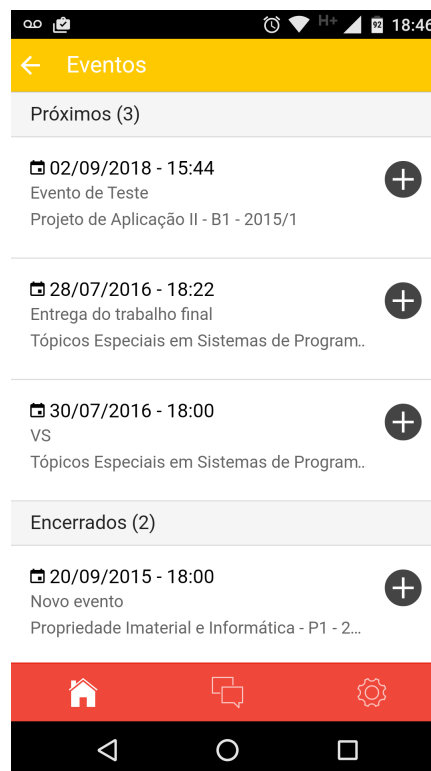 H+ 92 18:46
Eventos
Próximos (3)
02/09/2018 - 15:44
Evento de Teste
Projeto de Aplicação II - B1 - 2015/1
28/07/2016 - 18:22
Entrega do trabalho final
Tópicos Especiais em Sistemas de Program..
30/07/2016 - 18:00
VS
Tópicos Especiais em Sistemas de Program..
Encerrados (2)
20/09/2015 - 18:00
Novo evento
Propriedade Imaterial e Informática - P1 - 2...